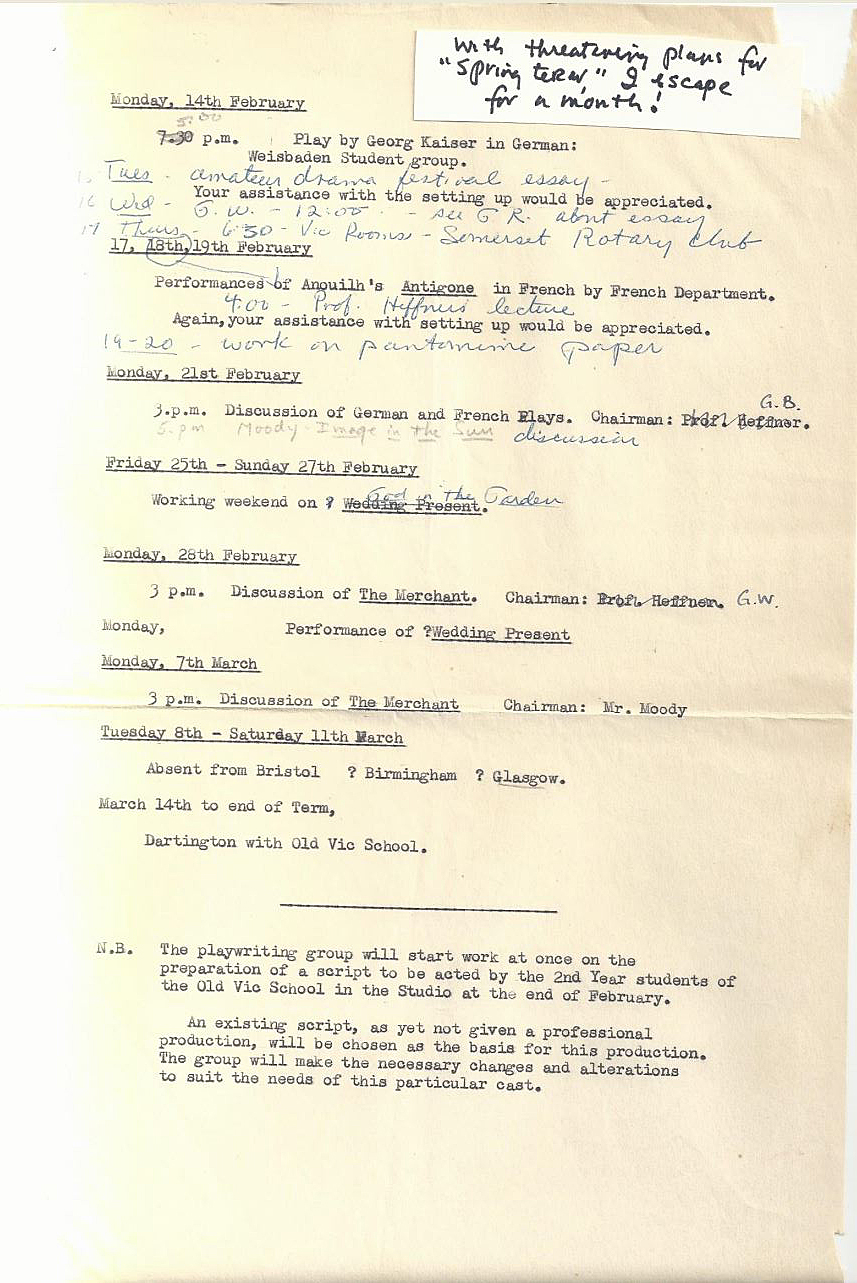 With threatening plans for
"Spring term" I escape
for a month!
Monday, 14th February
5:00
7.30 p.m. Play by Georg Kaiser in German:
Weisbaden Student group.
15 Tues - amateur drama festival essay -
Your assistance with the setting up would be appreciated.
16 Wed - G.W. - 12:00 - see G.R. about essay
17 Thurs - 6:30 - Vic Rooms - Somerset Rotary Club
17, 18th, 19th February
Performances of Anouilh's Antigone in French by French Department.
4:00 - Prof. Heffner's lecture
Again, your assistance with setting up would be appreciated.
19-20 - work on pantomime paper
Monday, 21st February
G.B.
3.p.m. Discussion of German and French Plays. Chairman: Prof. Heffner.
5. p.m Moody - Image in the Sun discussion
Friday 25th - Sunday 27th February
God in the Garden
Working weekend on ? Wedding Present.
Monday, 28th February
3 p.m. Discussion of The Merchant. Chairman: Prof. Heffner. G.W.
Monday, Performance of ?Wedding Present
Monday, 7th March
3 p.m. Discussion of The Merchant Chairman: Mr. Moody
Tuesday 8th - Saturday 11th March
Absent from Bristol ? Birmingham ? Glasgow.
March 14th to end of Term,
Dartington with Old Vic School.
N.B. The playwriting group will start work at once on the
preparation of a script to be acted by the 2nd Year students of
the Old Vic School in the Studio at the end of February.
An existing script, as yet not given a professional
production, will be chosen as the basis for this production.
The group will make the necessary changes and alterations
to suit the needs of this particular cast.